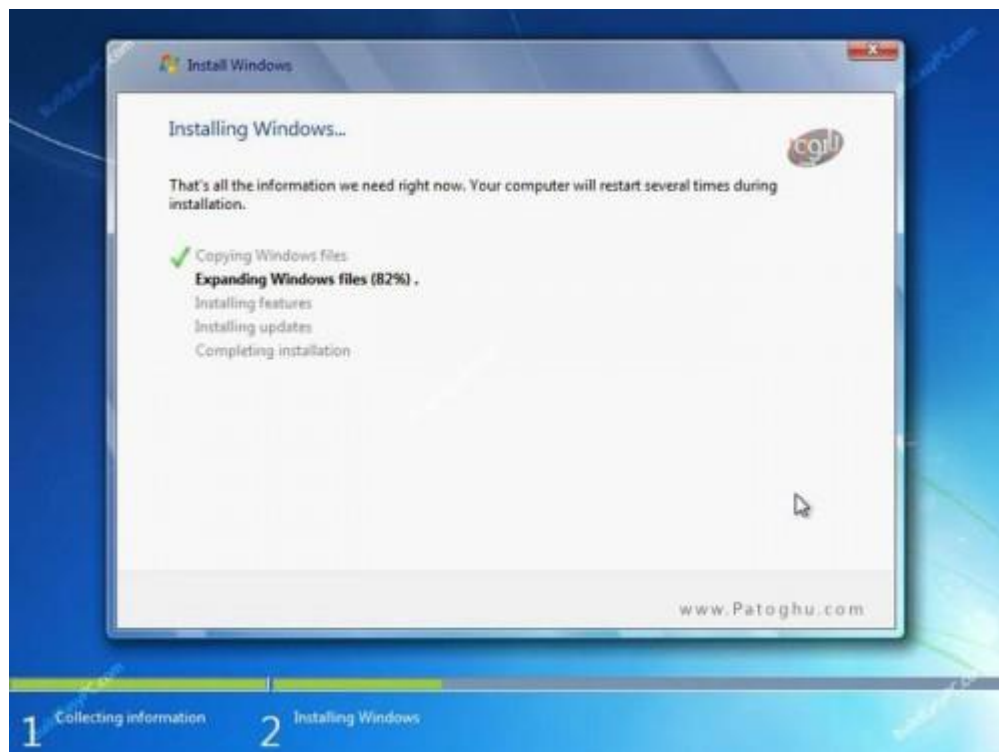 Install Windows
Installing Windows...
That's all the information we need right now. Your computer will restart several times during
installation.
Copying Windows files
Expanding Windows files (82%) .
Installing features
Installing updates
Completing installation
www.Patoghu.com
1 Collecting information
2 Installing Windows